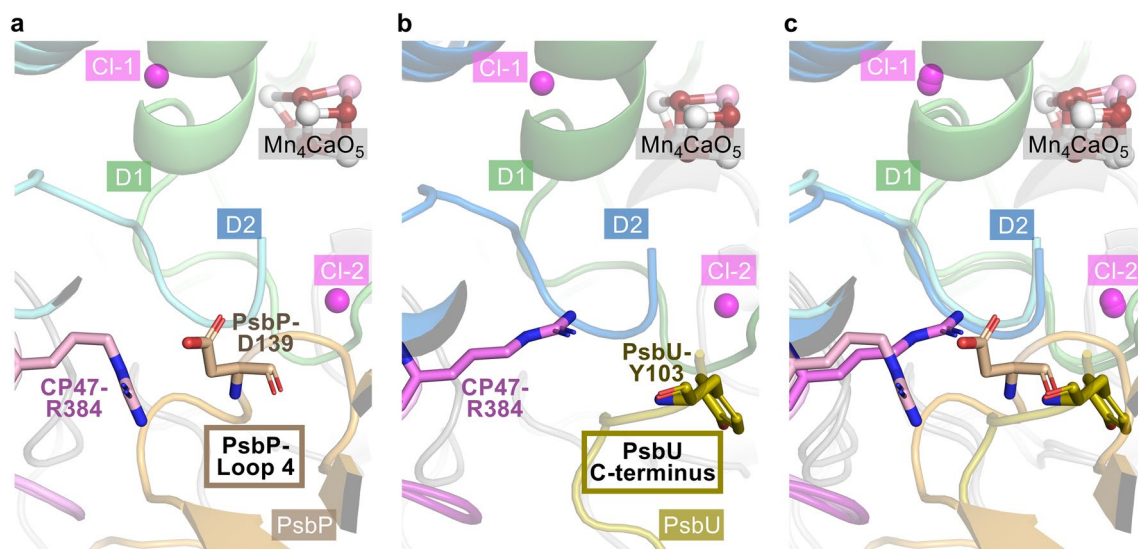 a
Cl-1
Mn₄CaO₅
D1
D2
Cl-2
PsbP-
D139
CP47-
R384
PsbP-
Loop 4
PsbP
b
Cl-1
Mn₄CaO₅
D1
D2
Cl-2
PsbU-
Y103
CP47-
R384
PsbU
C-terminus
PsbU
c
Cl-1
Mn₄CaO₅
D1
D2
Cl-2